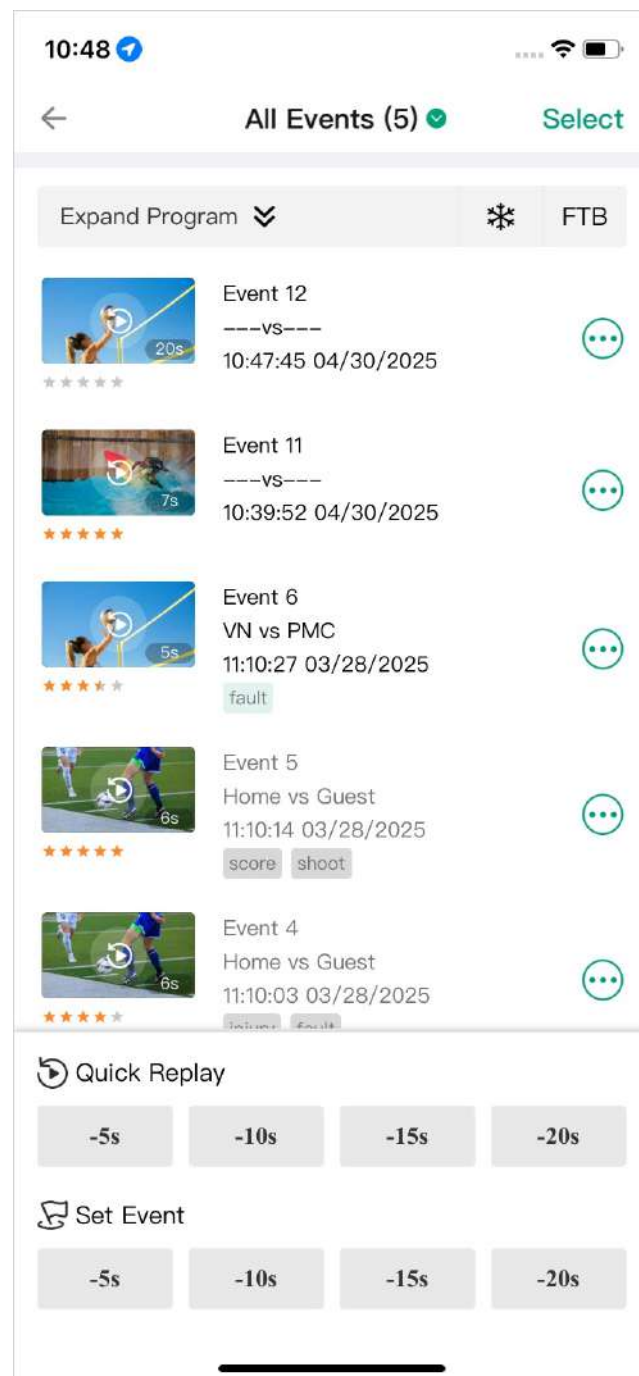 10:48
All Events (5)
Select
Expand Program
FTB
20s
Event 12
---vs---
10:47:45 04/30/2025
7s
Event 11
---vs---
10:39:52 04/30/2025
5s
Event 6
VN vs PMC
11:10:27 03/28/2025
fault
6s
Event 5
Home vs Guest
11:10:14 03/28/2025
score shoot
6s
Event 4
Home vs Guest
11:10:03 03/28/2025
injury fault
Quick Replay
-5s -10s -15s -20s
Set Event
-5s -10s -15s -20s